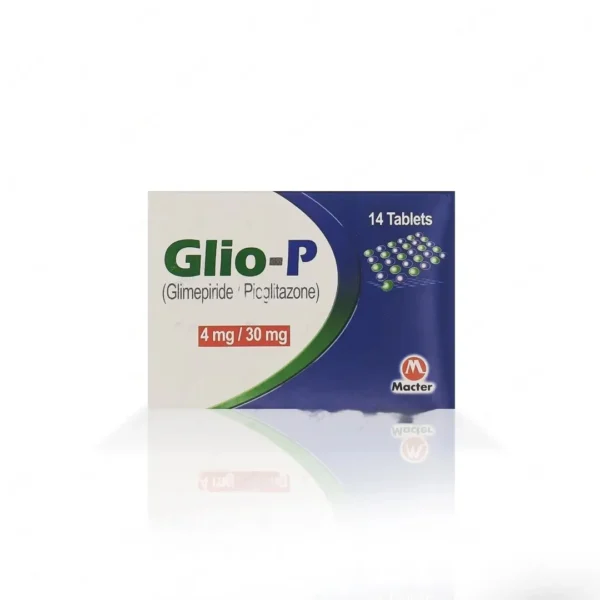 14 Tablets
Glio-P
(Glimepiride / Pioglitazone)
4 mg / 30 mg
M
Macter